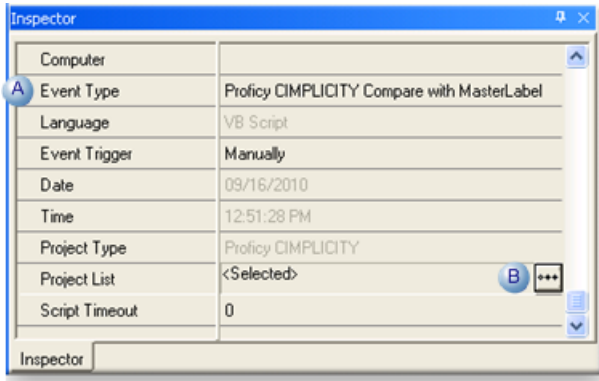 Inspector
Computer
A Event Type Proficy CIMPLICITY Compare with MasterLabel
Language VB Script
Event Trigger Manually
Date 09/16/2010
Time 12:51:28 PM
Project Type Proficy CIMPLICITY
Project List <Selected> B •••
Script Timeout 0
Inspector